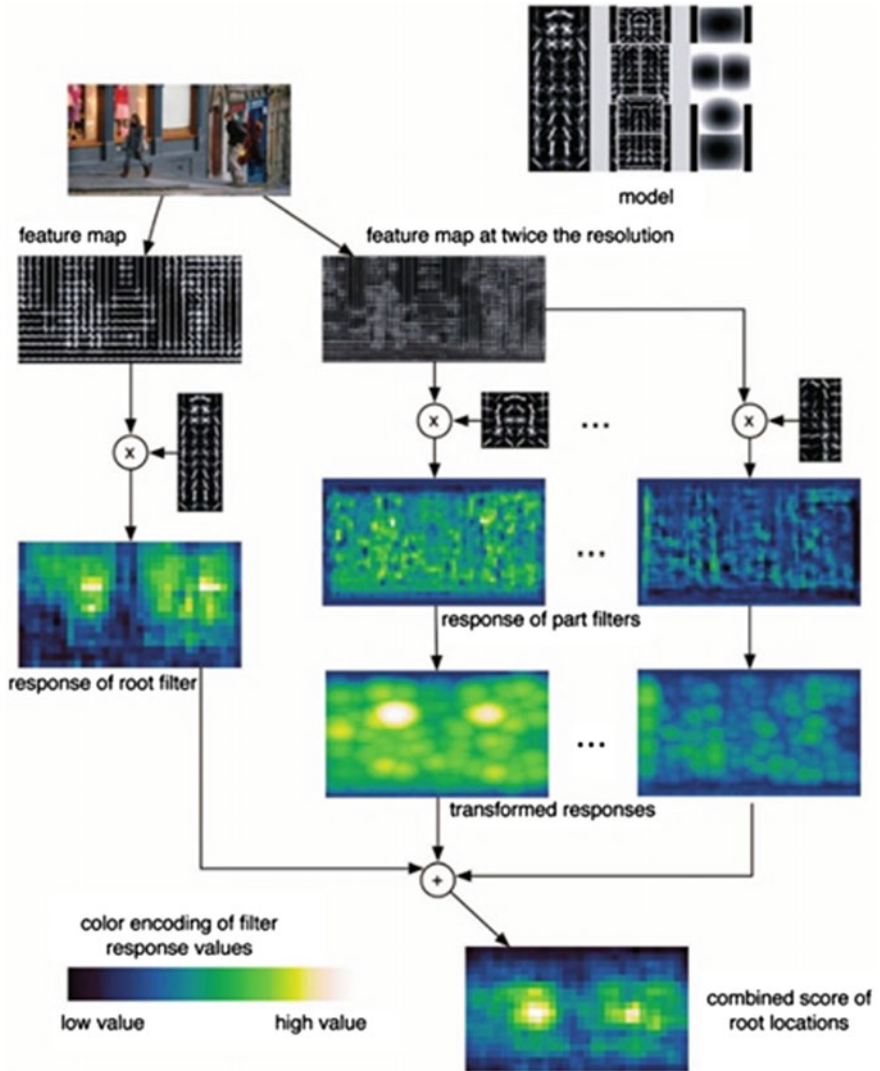 model
feature map
feature map at twice the resolution
x
x
...
x
...
response of part filters
response of root filter
...
transformed responses
+
color encoding of filter
response values
low value
high value
combined score of
root locations